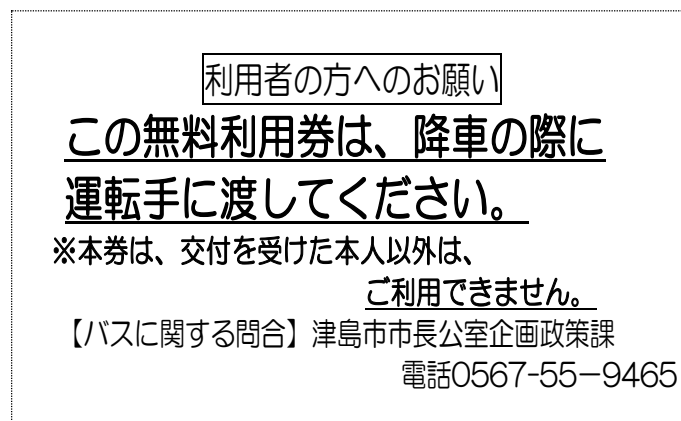 利用者の方へのお願い
この無料利用券は、降車の際に
運転手に渡してください。
※本券は、交付を受けた本人以外は、
ご利用できません。
【バスに関する問合】津島市市長公室企画政策課
電話0567-55−9465